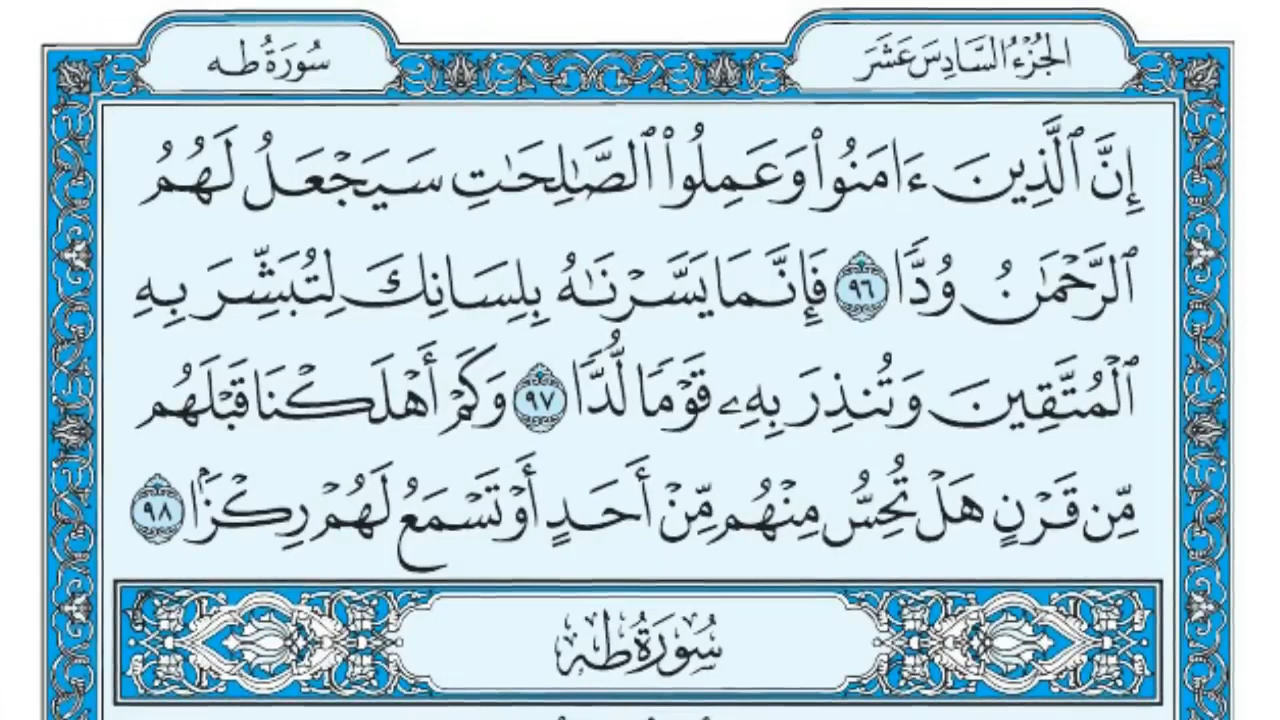 الجُزْءُ السَّادِسَ عَشَرَ
سُورَةُ طه
إِنَّ ٱلَّذِينَ ءَامَنُوا۟ وَعَمِلُوا۟ ٱلصَّـٰلِحَـٰتِ سَيَجْعَلُ لَهُمُ
ٱلرَّحْمَـٰنُ وُدًّا ٩٦ فَإِنَّمَا يَسَّرْنَـٰهُ بِلِسَانِكَ لِتُبَشِّرَ بِهِ
ٱلْمُتَّقِينَ وَتُنذِرَ بِهِۦ قَوْمًا لُّدًّا ٩٧ وَكَمْ أَهْلَكْنَا قَبْلَهُم
مِّن قَرْنٍ هَلْ تُحِسُّ مِنْهُم مِّنْ أَحَدٍ أَوْ تَسْمَعُ لَهُمْ رِكْزًۢا ٩٨
سُورَةُ طه